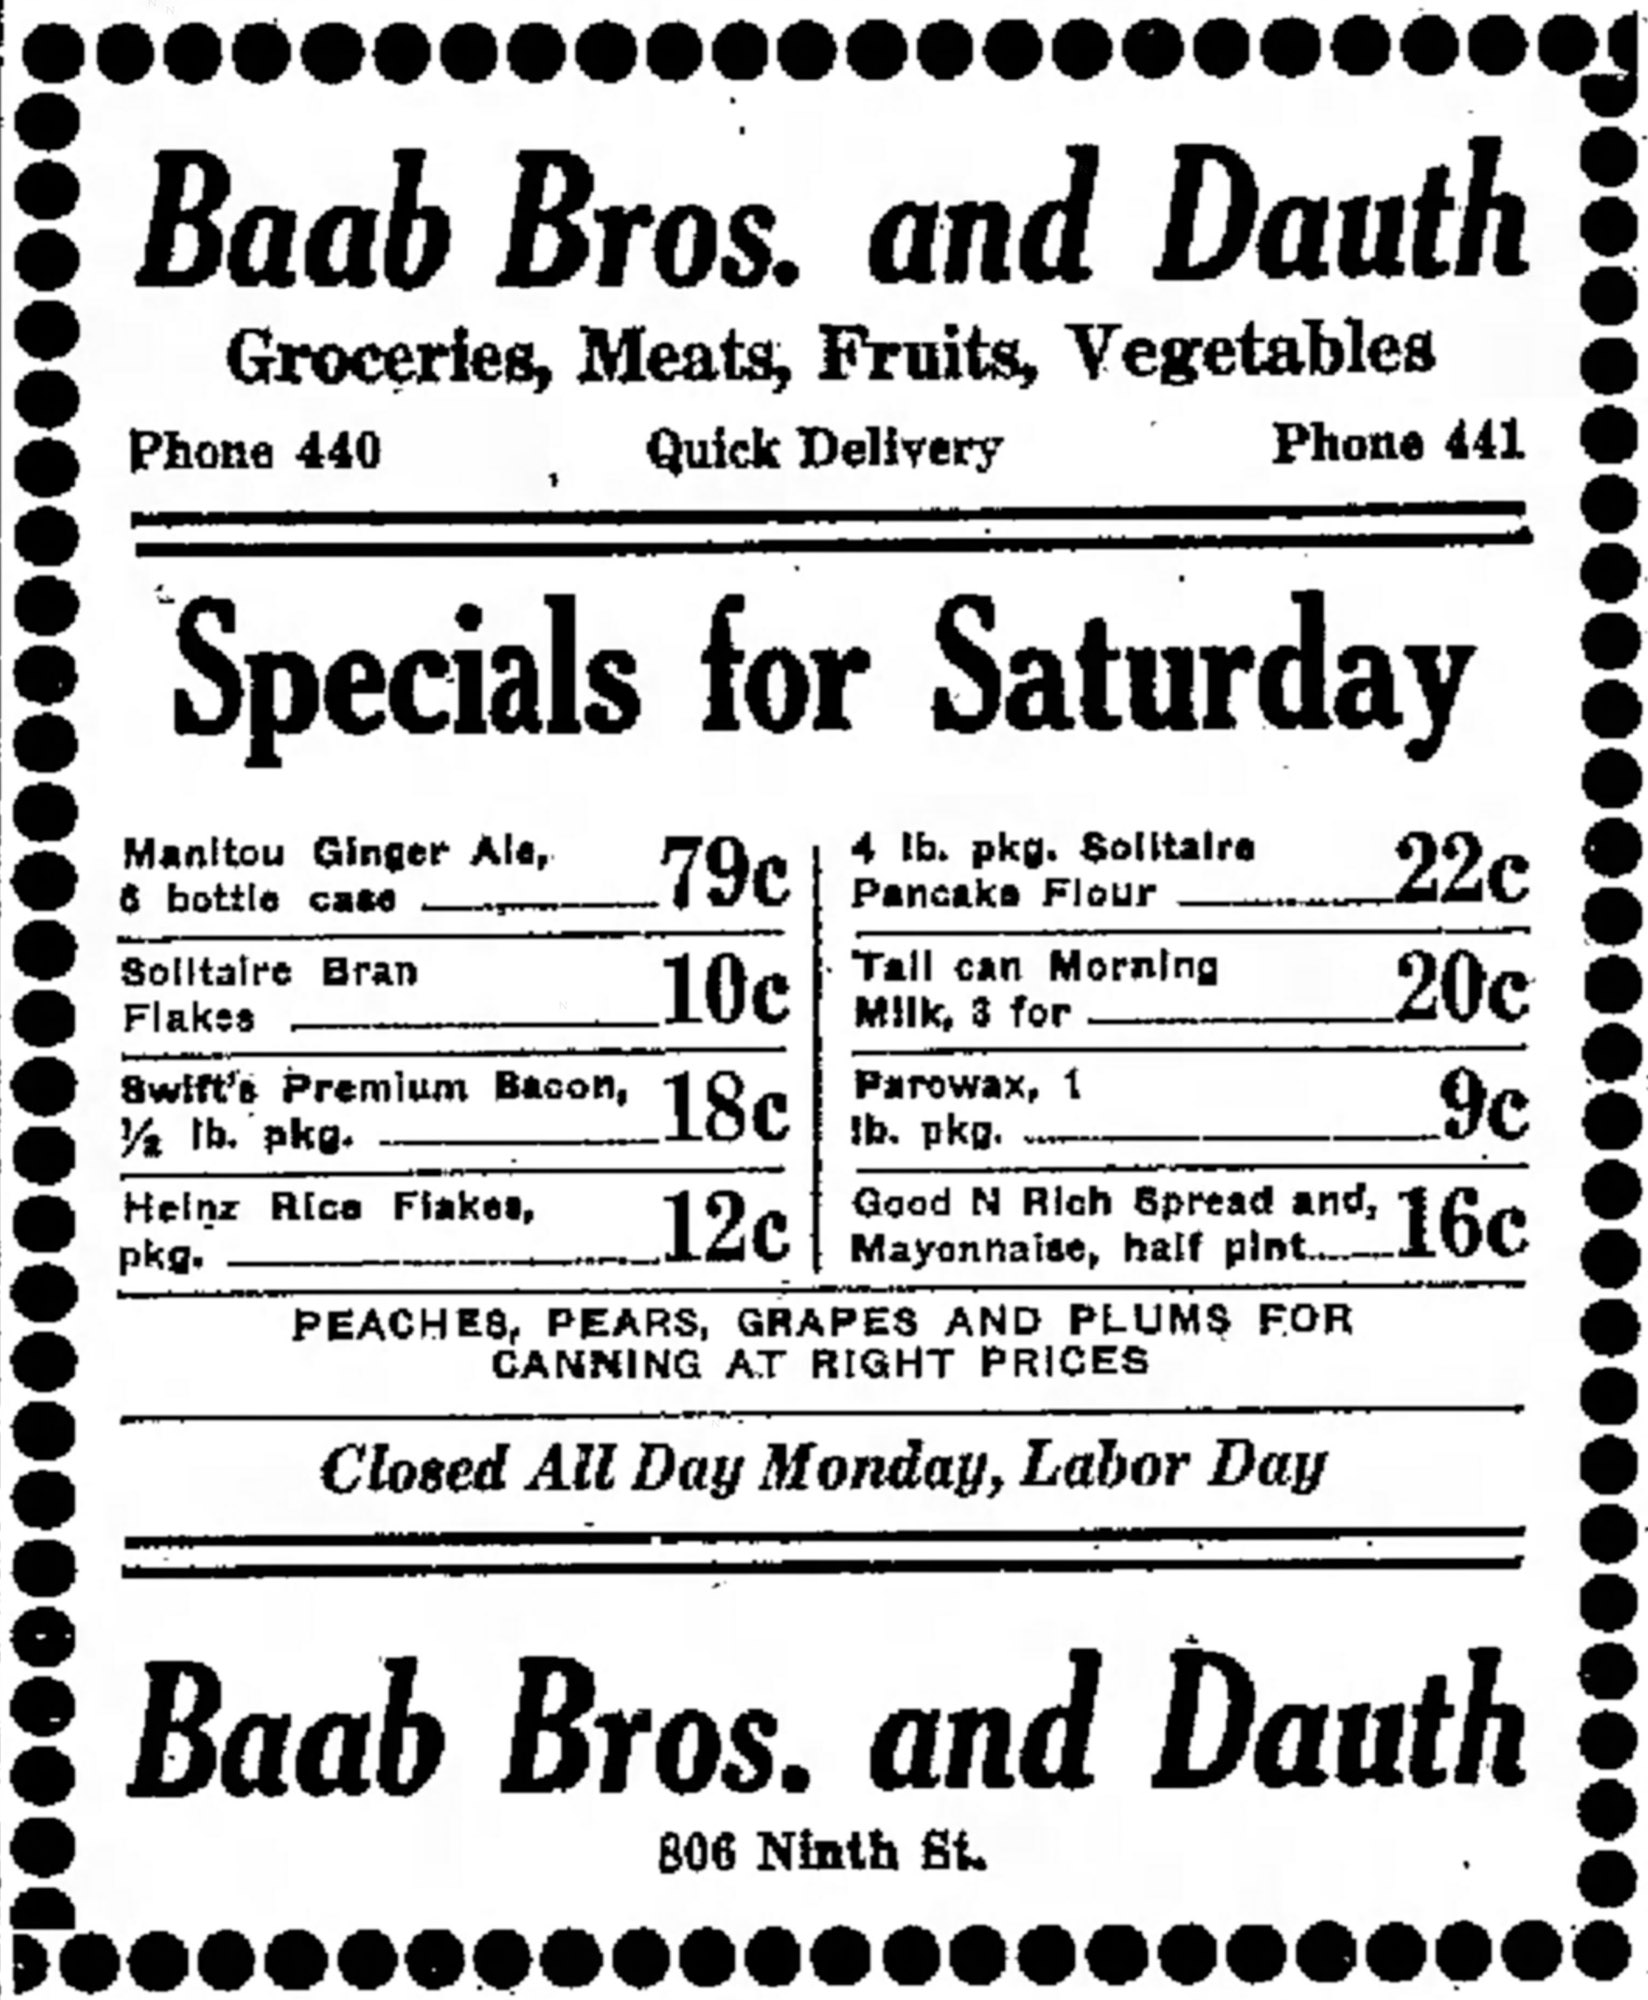 Baab Bros. and Dauth
Groceries, Meats, Fruits, Vegetables
Phone 440 Quick Delivery Phone 441
Specials for Saturday
Manitou Ginger Ale,
6 bottle case 79c
Solitaire Bran
Flakes 10c
Swift's Premium Bacon,
½ lb. pkg. 18c
Heinz Rice Flakes,
pkg. 12c
4 lb. pkg. Solitaire
Pancake Flour 22c
Tall can Morning
Milk, 3 for 20c
Parowax, 1
lb. pkg. 9c
Good N Rich Spread and,
Mayonnaise, half pint 16c
PEACHES, PEARS, GRAPES AND PLUMS FOR
CANNING AT RIGHT PRICES
Closed All Day Monday, Labor Day
Baab Bros. and Dauth
806 Ninth St.